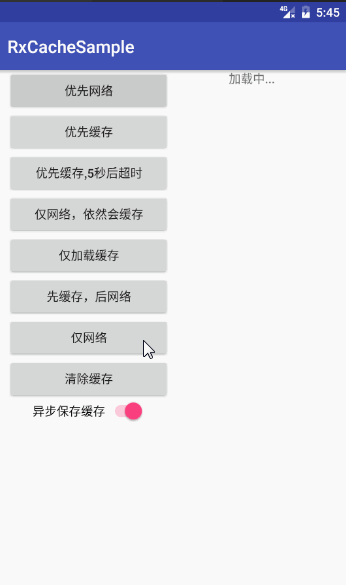 4G 5:45
RxCacheSample
优先网络
加载中...
优先缓存
优先缓存,5秒后超时
仅网络，依然会缓存
仅加载缓存
先缓存，后网络
仅网络
清除缓存
异步保存缓存